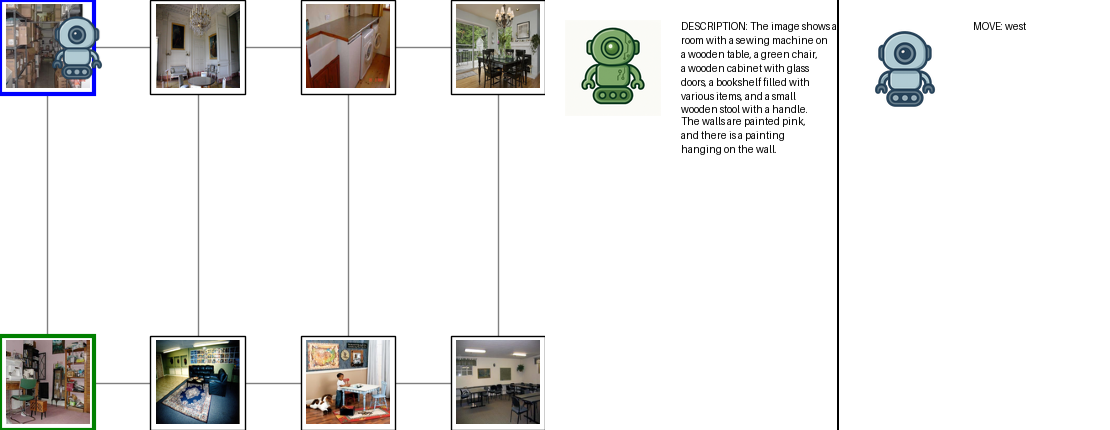 DESCRIPTION: The image shows a
room with a sewing machine on
a wooden table, a green chair,
a wooden cabinet with glass
doors, a bookshelf filled with
various items, and a small
wooden stool with a handle.
The walls are painted pink,
and there is a painting
hanging on the wall.
MOVE: west